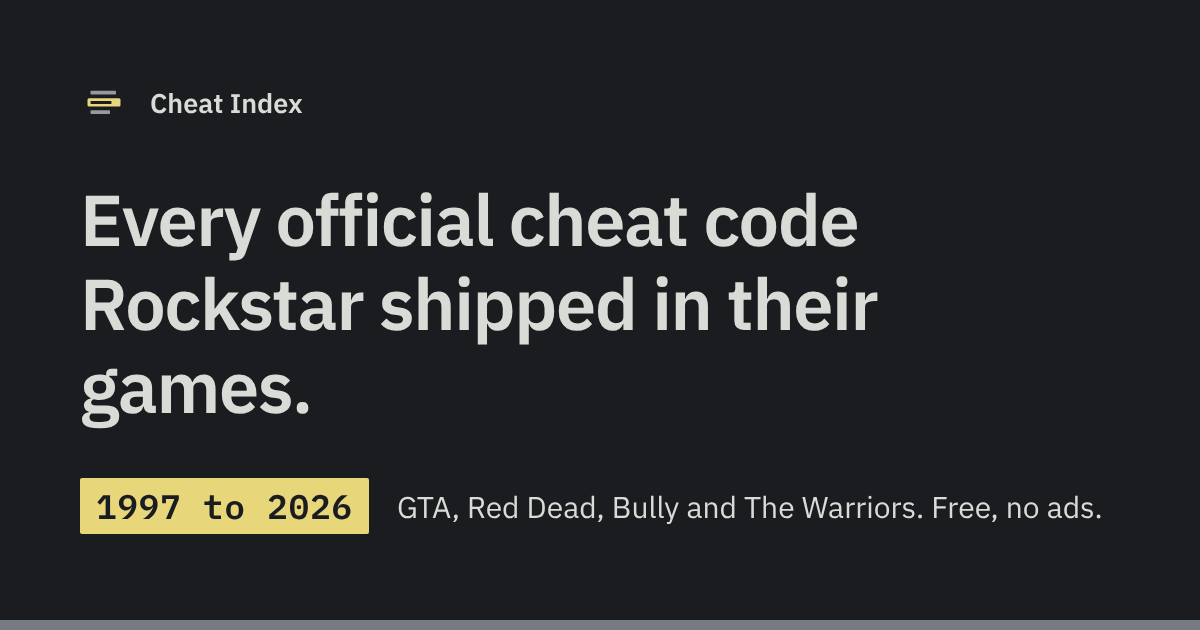 Cheat Index
Every official cheat code
Rockstar shipped in their
games.
1997 to 2026
GTA, Red Dead, Bully and The Warriors. Free, no ads.